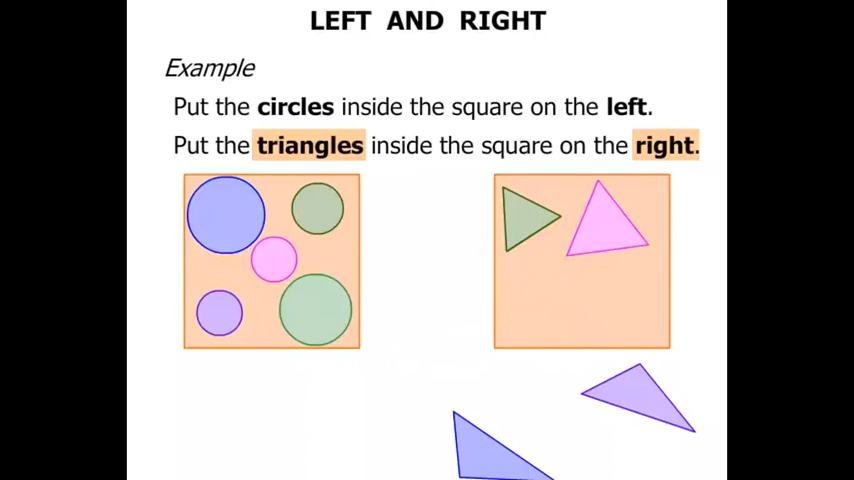 LEFT AND RIGHT
Example
Put the circles inside the square on the left.
Put the triangles inside the square on the right.